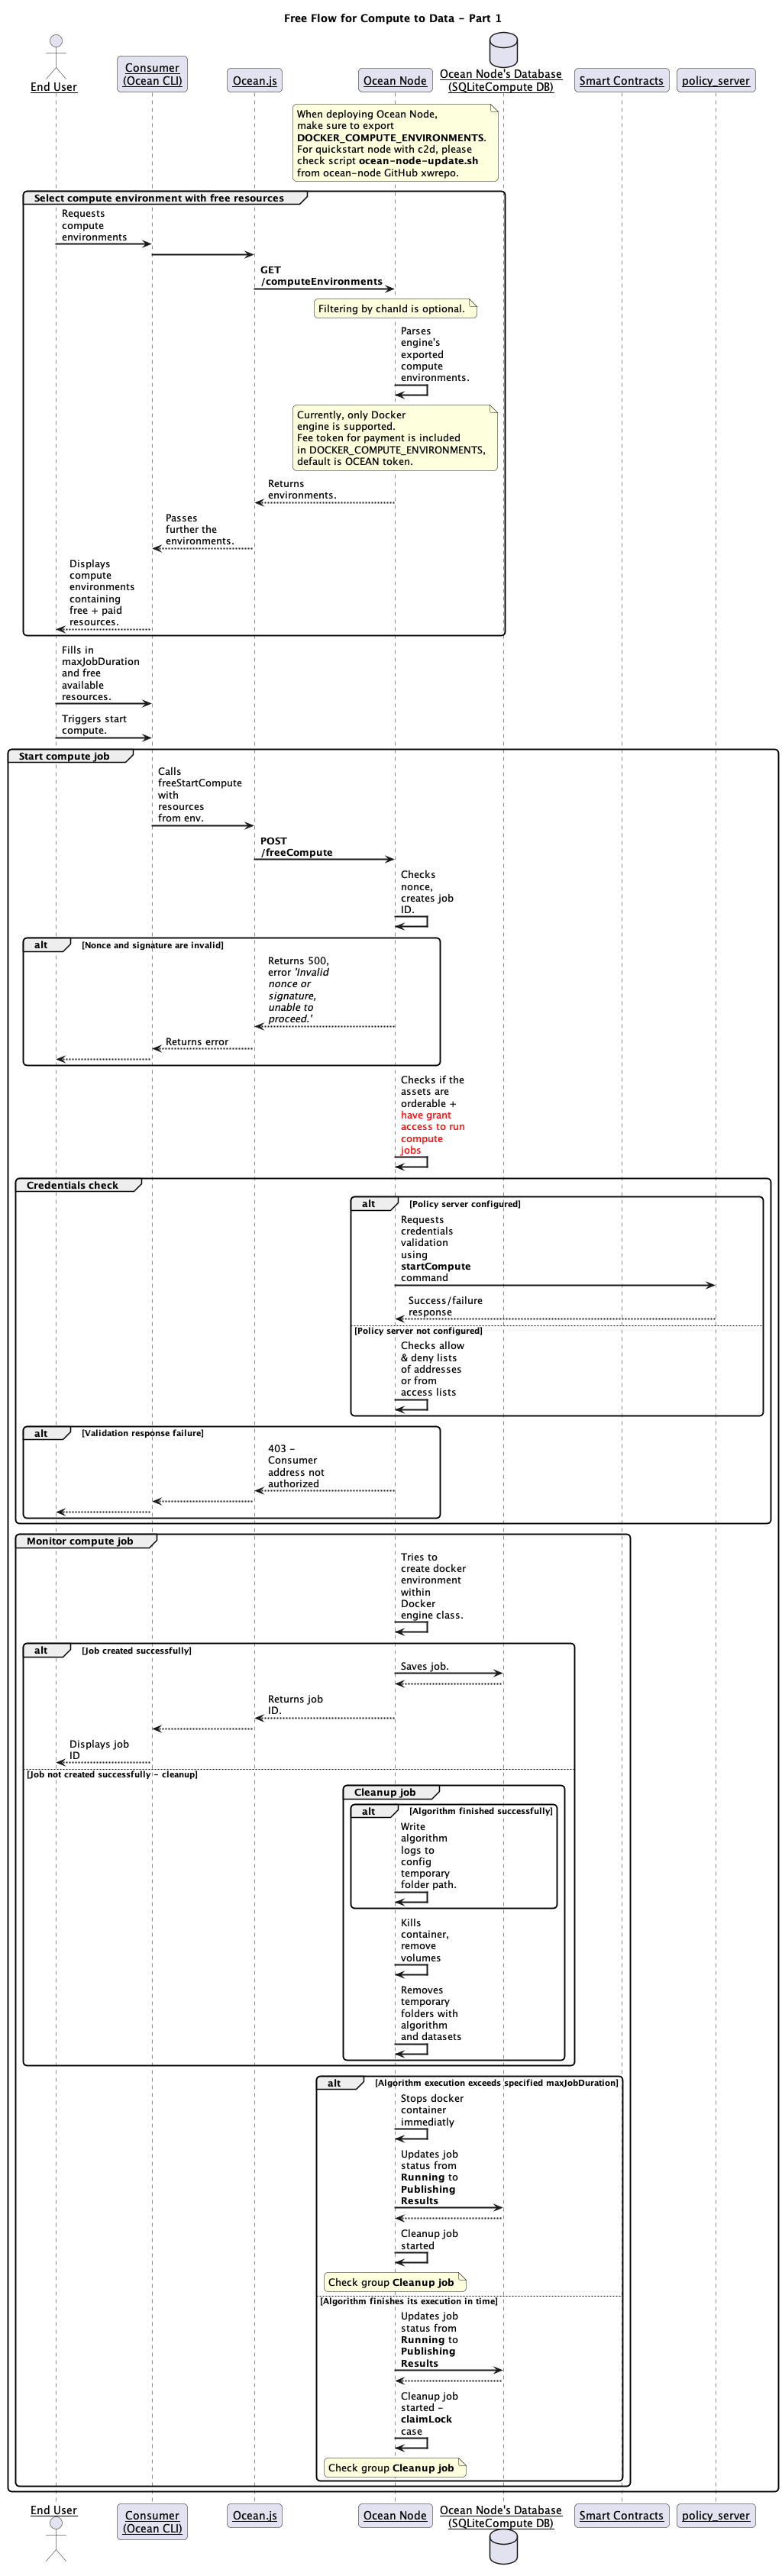 Free Flow for Compute to Data - Part 1
End User
Consumer
(Ocean CLI)
Ocean.js
Ocean Node
Ocean Node's Database
(SQLiteCompute DB)
Smart Contracts
policy_server
When deploying Ocean Node,
make sure to export
DOCKER_COMPUTE_ENVIRONMENTS.
For quickstart node with c2d, please
check script ocean-node-update.sh
from ocean-node GitHub xwrepo.
Select compute environment with free resources
Requests
compute
environments
GET
/computeEnvironments
Filtering by chanId is optional.
Parses
engine's
exported
compute
environments.
Currently, only Docker
engine is supported.
Fee token for payment is included
in DOCKER_COMPUTE_ENVIRONMENTS,
default is OCEAN token.
Returns
environments.
Passes
further the
environments.
Displays
compute
environments
containing
free + paid
resources.
Fills in
maxJobDuration
and free
available
resources.
Triggers start
compute.
Start compute job
Calls
freeStartCompute
with
resources
from env.
POST
/freeCompute
Checks
nonce,
creates job
ID.
alt [Nonce and signature are invalid]
Returns 500,
error 'Invalid
nonce or
signature,
unable to
proceed.'
Returns error
Checks if the
assets are
orderable +
have grant
access to run
compute
jobs
Credentials check
alt [Policy server configured]
Requests
credentials
validation
using
startCompute
command
Success/failure
response
[Policy server not configured]
Checks allow
& deny lists
of addresses
or from
access lists
alt [Validation response failure]
403 -
Consumer
address not
authorized
Monitor compute job
Tries to
create docker
environment
within
Docker
engine class.
alt [Job created successfully]
Saves job.
Returns job
ID.
Displays job
ID
[Job not created successfully - cleanup]
Cleanup job
alt [Algorithm finished successfully]
Write
algorithm
logs to
config
temporary
folder path.
Kills
container,
remove
volumes
Removes
temporary
folders with
algorithm
and datasets
alt [Algorithm execution exceeds specified maxJobDuration]
Stops docker
container
immediatly
Updates job
status from
Running to
Publishing
Results
Cleanup job
started
Check group Cleanup job
[Algorithm finishes its execution in time]
Updates job
status from
Running to
Publishing
Results
Cleanup job
started -
claimLock
case
Check group Cleanup job
End User
Consumer
(Ocean CLI)
Ocean.js
Ocean Node
Ocean Node's Database
(SQLiteCompute DB)
Smart Contracts
policy_server